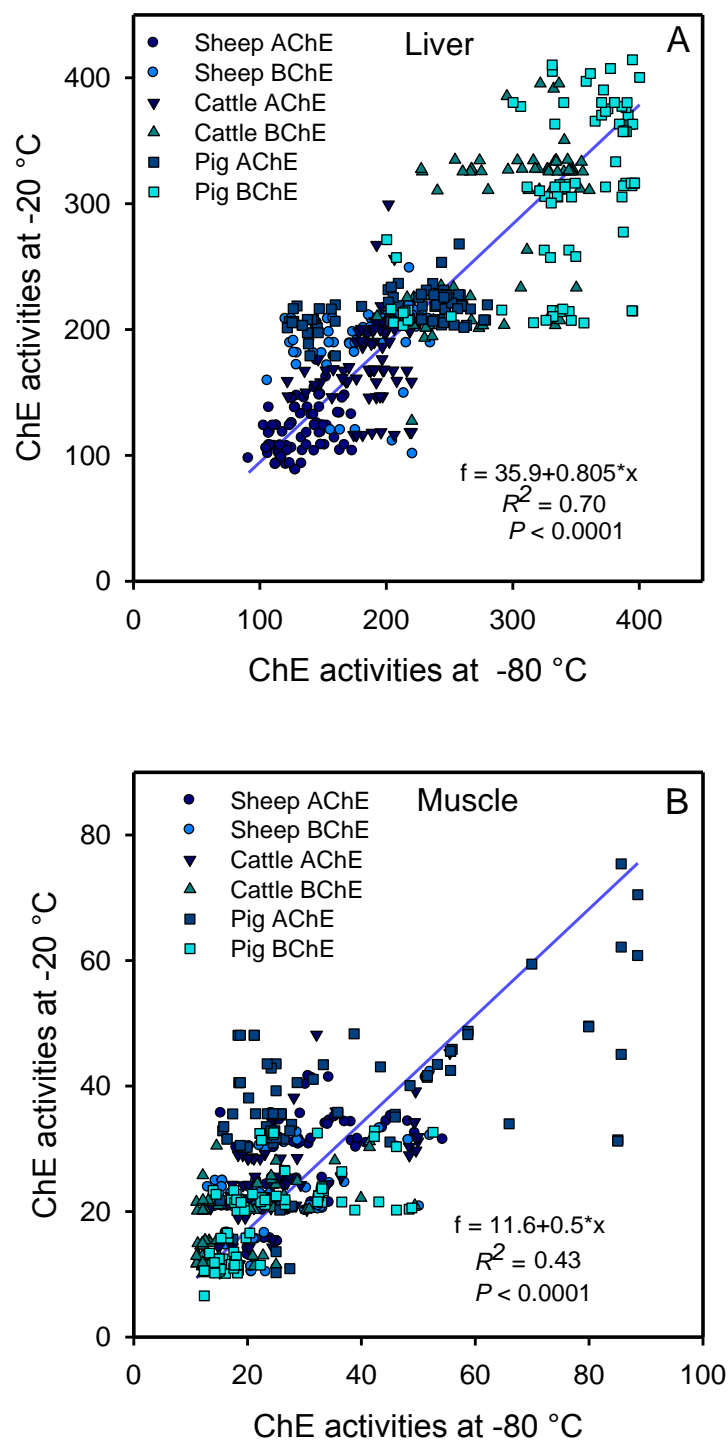 Liver
A
Sheep AChE
Sheep BChE
Cattle AChE
Cattle BChE
Pig AChE
Pig BChE
400
300
200
100
0
ChE activities at -20 °C
f = 35.9+0.805*x
R² = 0.70
P < 0.0001
0 100 200 300 400
ChE activities at -80 °C
Muscle
B
Sheep AChE
Sheep BChE
Cattle AChE
Cattle BChE
Pig AChE
Pig BChE
80
60
40
20
0
ChE activities at -20 °C
f = 11.6+0.5*x
R² = 0.43
P < 0.0001
0 20 40 60 80 100
ChE activities at -80 °C